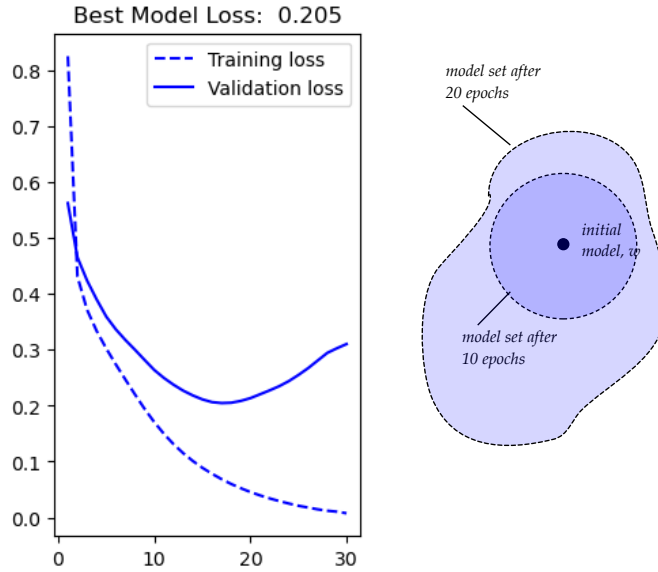 Best Model Loss: 0.205
Training loss
Validation loss
0.8
0.7
0.6
0.5
0.4
0.3
0.2
0.1
0.0
0
10
20
30
model set after
20 epochs
initial
model, w
model set after
10 epochs